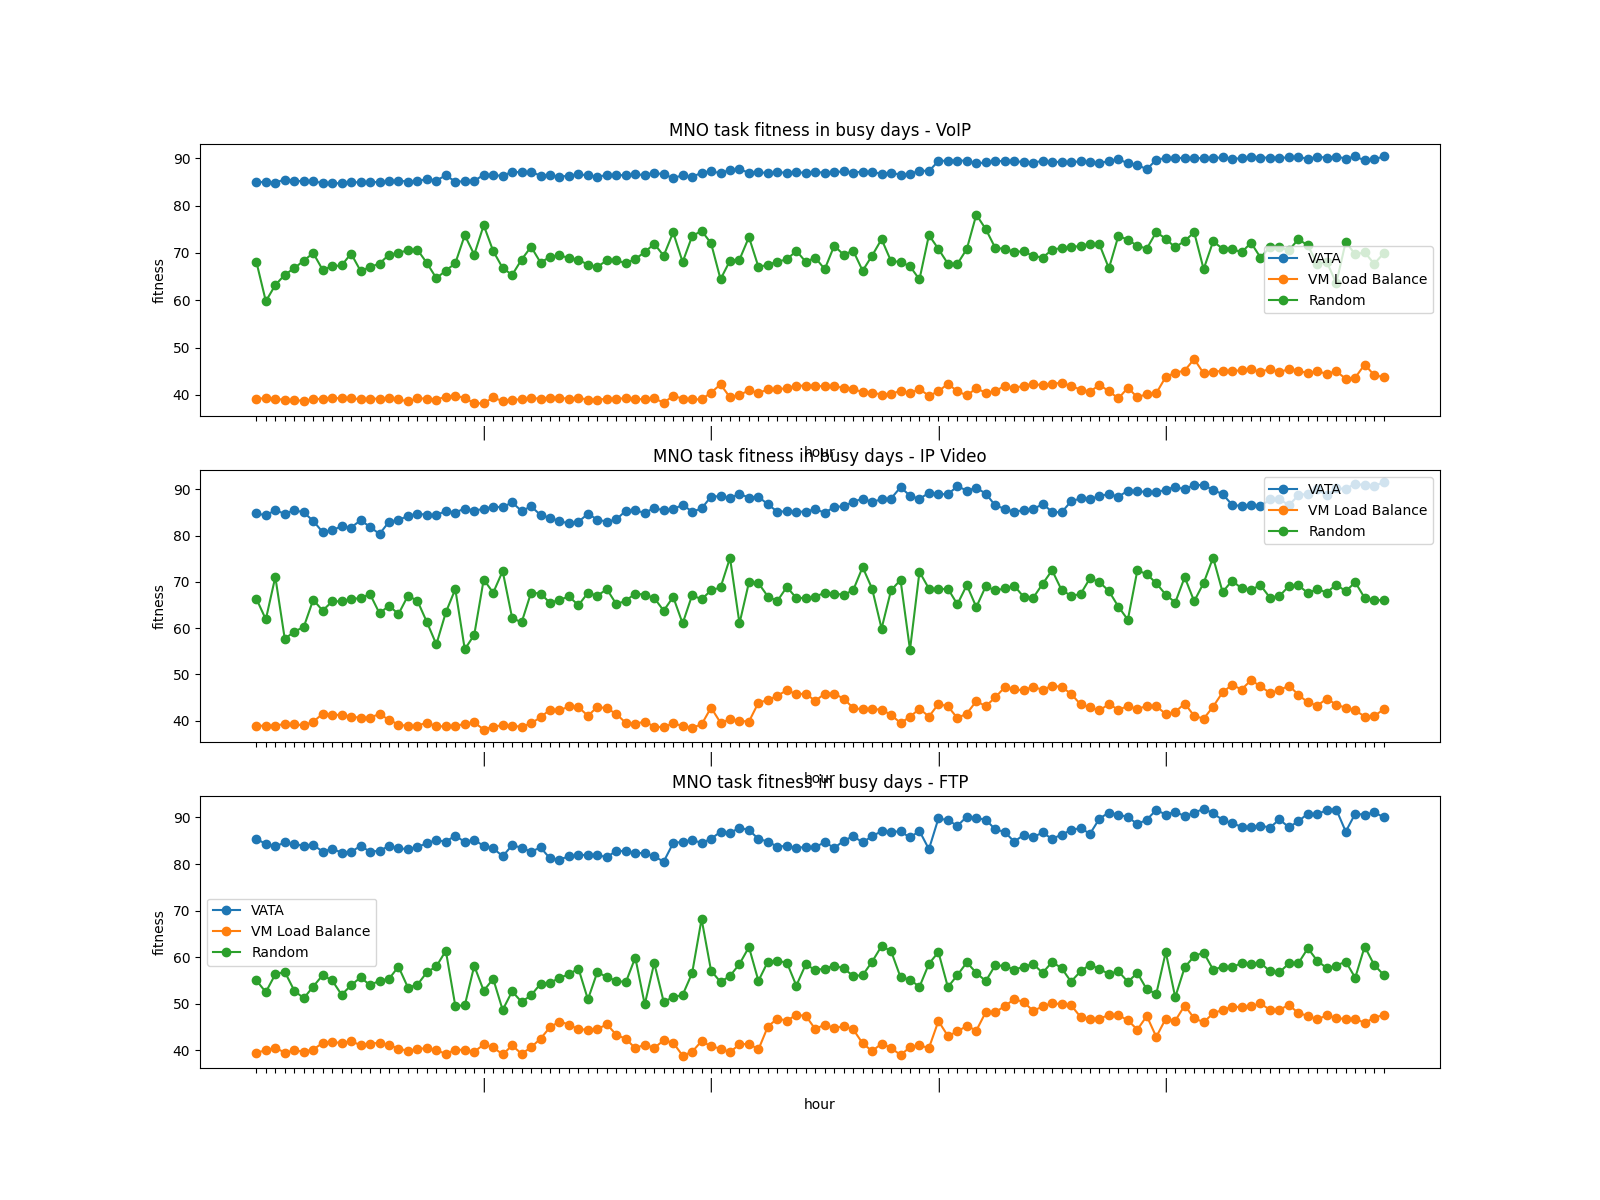 MNO task fitness in busy days - VoIP
90
80
70
60
50
40
fitness
VATA
VM Load Balance
Random
hour
MNO task fitness in busy days - IP Video
90
80
70
60
50
40
fitness
VATA
VM Load Balance
Random
hour
MNO task fitness in busy days - FTP
90
80
70
60
50
40
fitness
VATA
VM Load Balance
Random
hour